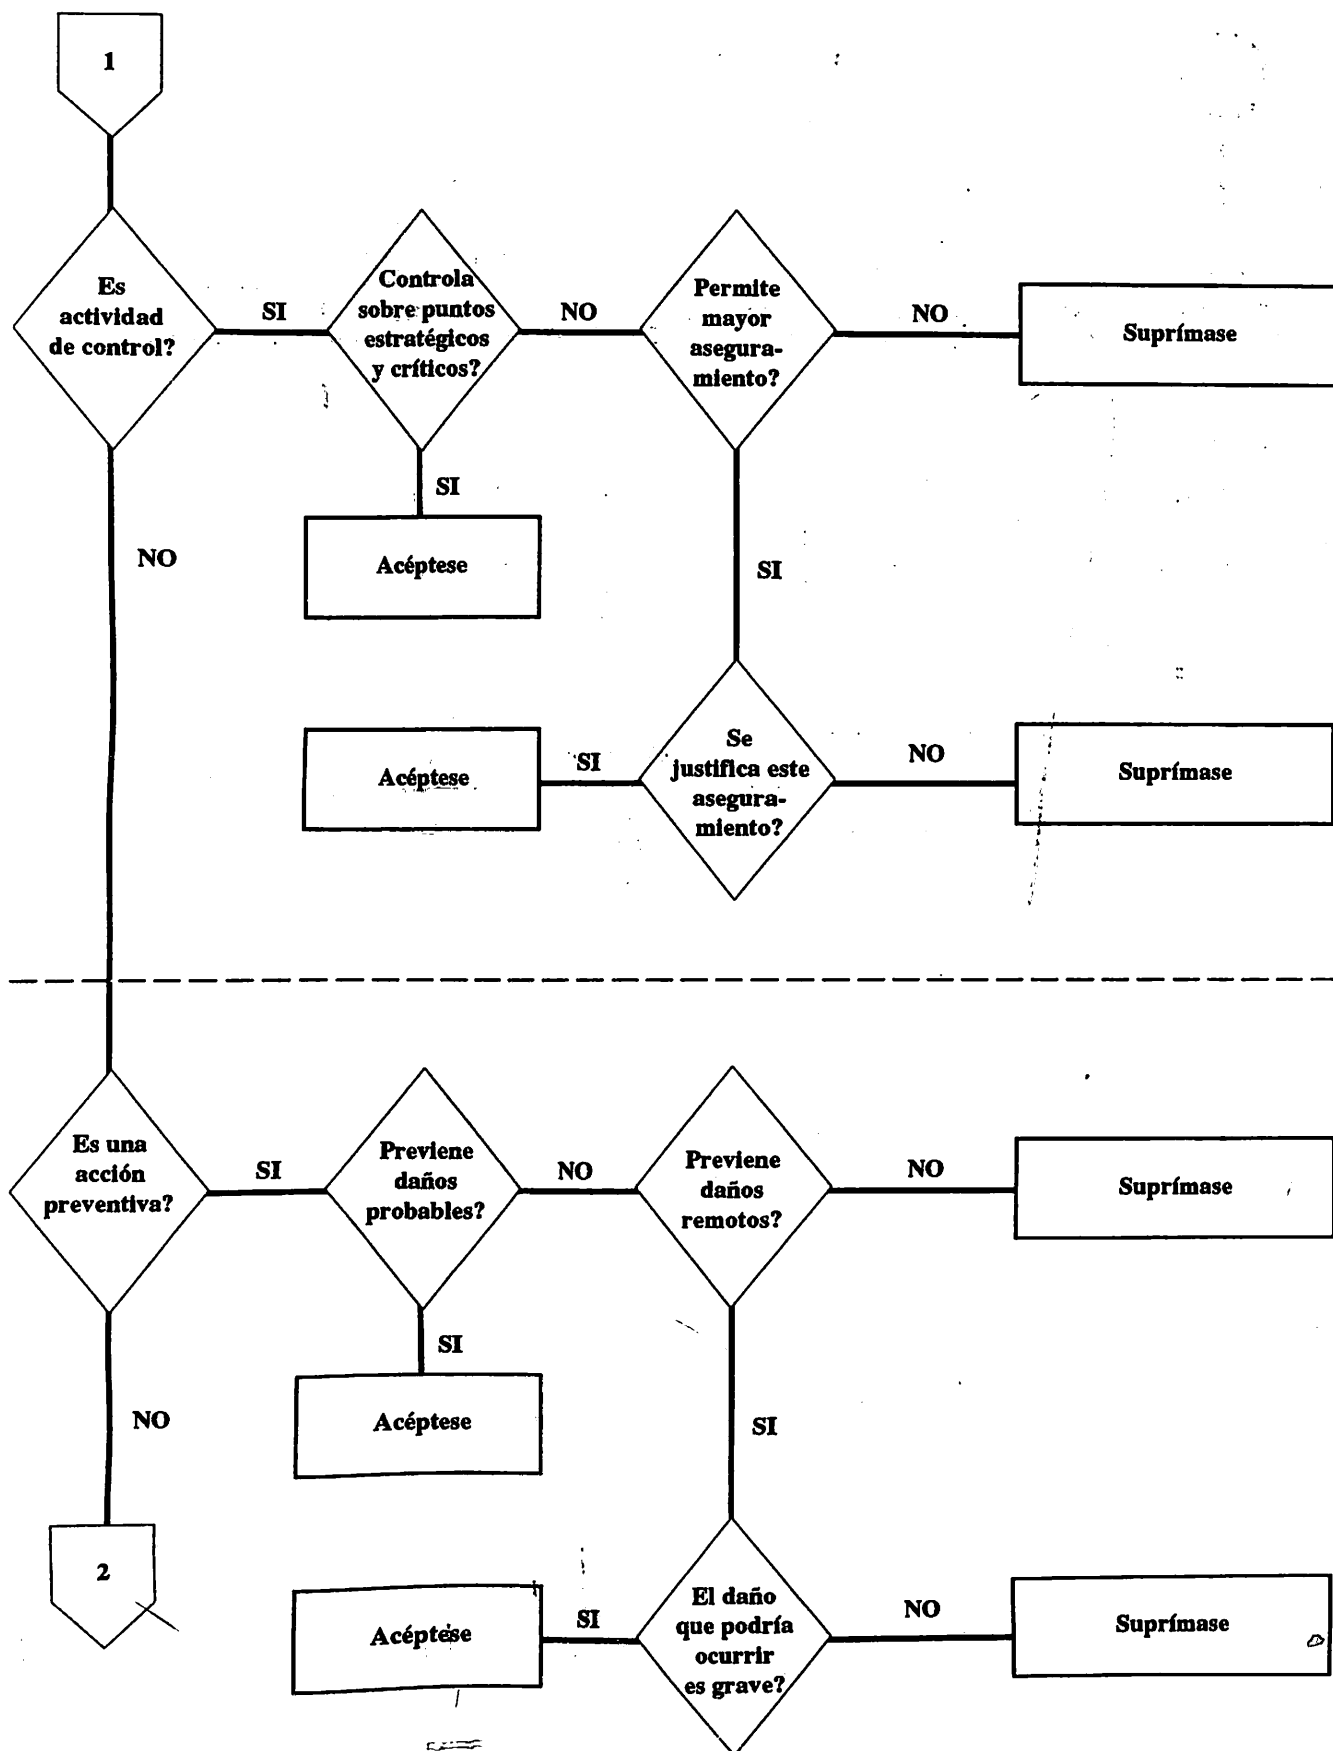 1
Es
actividad
de control?
SI
Controla
sobre puntos
estratégicos
y críticos?
NO
Permite
mayor
asegura-
miento?
NO
Suprímase
SI
Acéptese
NO
SI
Acéptese
SI
Se
justifica este
asegura-
miento?
NO
Suprímase
Es una
acción
preventiva?
SI
Previene
daños
probables?
NO
Previene
daños
remotos?
NO
Suprímase
SI
Acéptese
NO
SI
2
Acéptese
SI
El daño
que podría
ocurrir
es grave?
NO
Suprímase